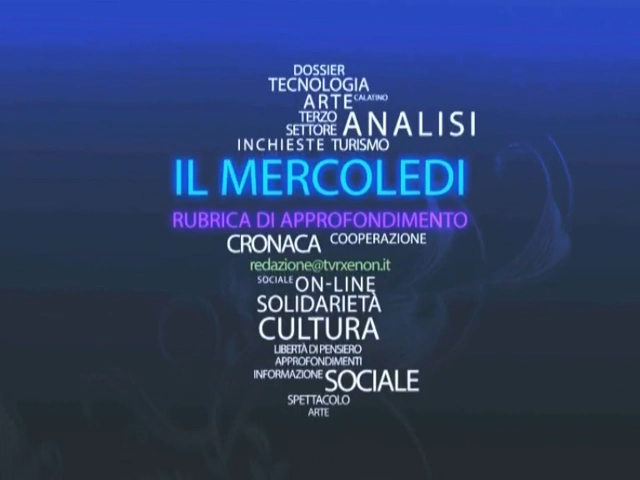 DOSSIER
TECNOLOGIA
ARTE CALATINO
TERZO
SETTORE ANALISI
INCHIESTE TURISMO
IL MERCOLEDI
RUBRICA DI APPROFONDIMENTO
CRONACA COOPERAZIONE
redazione@tvrxenon.it
SOCIALE ON-LINE
SOLIDARIETÀ
CULTURA
LIBERTÀ DI PENSIERO
APPROFONDIMENTI
INFORMAZIONE SOCIALE
SPETTACOLO
ARTE